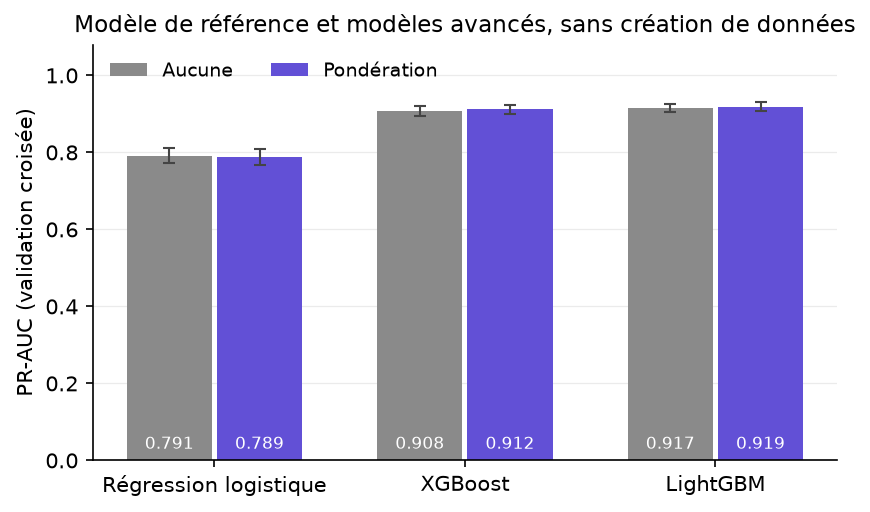 Modèle de référence et modèles avancés, sans création de données
Aucune
Pondération
PR-AUC (validation croisée)
1.0
0.8
0.6
0.4
0.2
0.0
0.791
0.789
0.908
0.912
0.917
0.919
Régression logistique
XGBoost
LightGBM